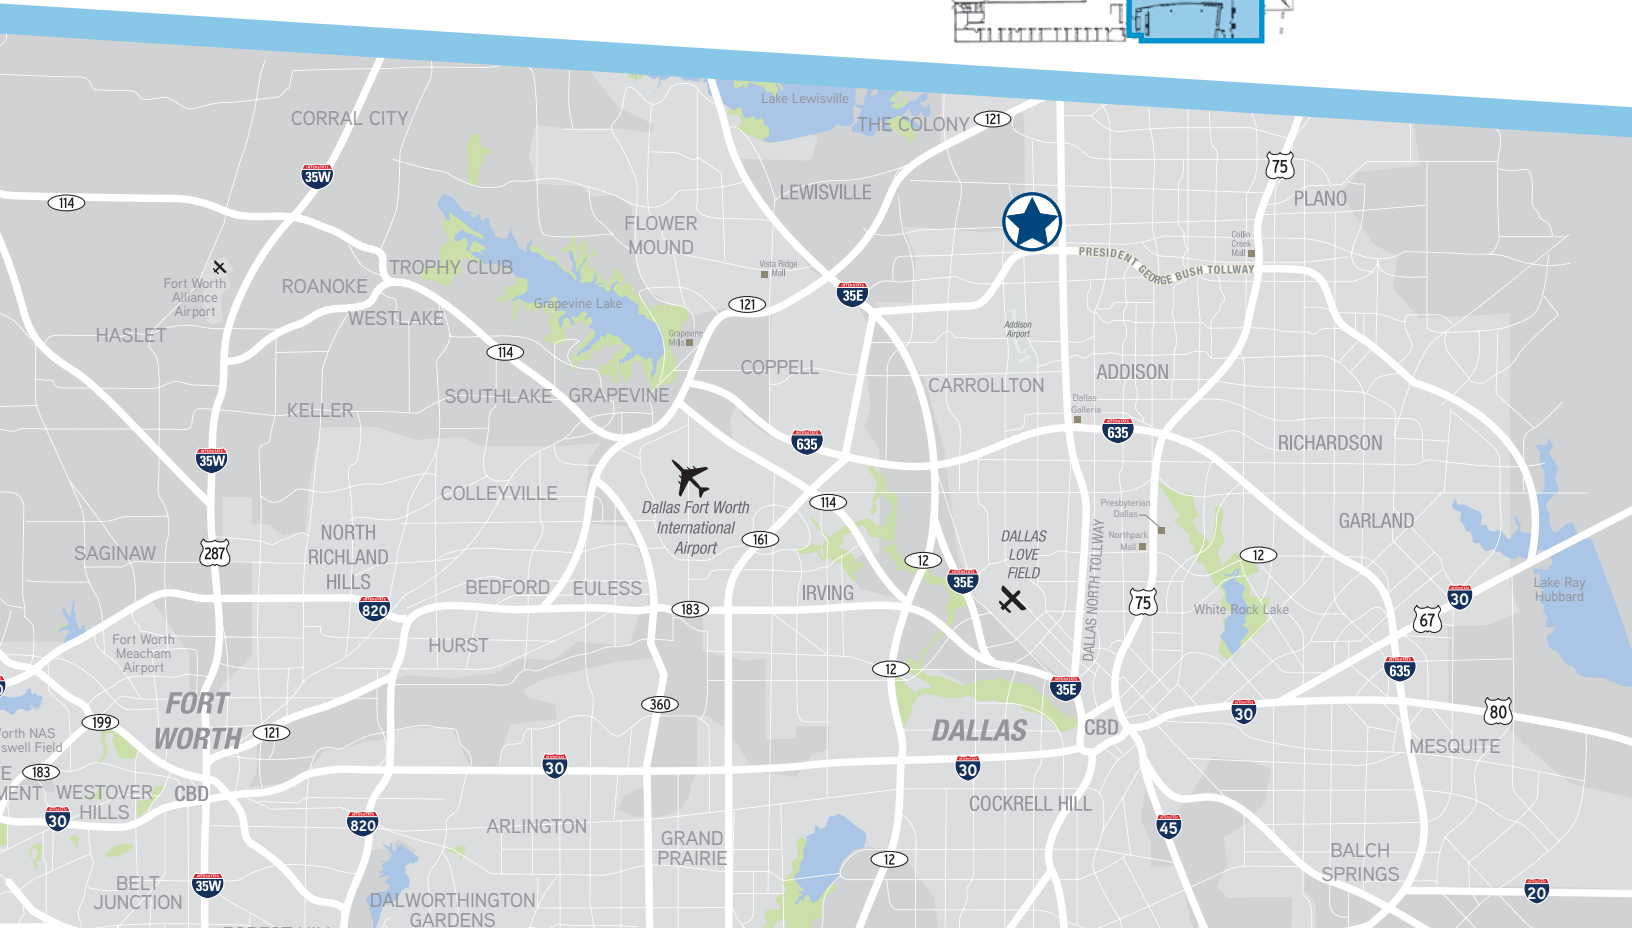 Lake Lewisville
CORRAL CITY
THE COLONY
121
75
35W
LEWISVILLE
PLANO
114
FLOWER
MOUND
Collin
Creek
Mall
PRESIDENT GEORGE BUSH TOLLWAY
TROPHY CLUB
Vista Ridge
Mall
Fort Worth
Alliance
Airport
ROANOKE
35E
Grapevine Lake
121
WESTLAKE
HASLET
Grapevine
Mills
Addison
Airport
114
COPPELL
ADDISON
CARROLLTON
SOUTHLAKE
GRAPEVINE
KELLER
Dallas
Galleria
635
635
RICHARDSON
35W
COLLEYVILLE
Dallas Fort Worth
International
Airport
114
Presbyterian
Dallas
GARLAND
NORTH
RICHLAND
HILLS
161
DALLAS
LOVE
FIELD
Northpark
Mall
SAGINAW
287
12
12
BEDFORD
EULESS
IRVING
35E
DALLAS NORTH TOLLWAY
75
White Rock Lake
30
Lake Ray
Hubbard
820
183
67
Fort Worth
Meacham
Airport
HURST
12
635
35E
FORT
WORTH
360
199
121
DALLAS
CBD
30
80
orth NAS
swell Field
MESQUITE
183
30
30
MENT
WESTOVER
HILLS
CBD
COCKRELL HILL
30
820
ARLINGTON
45
GRAND
PRAIRIE
12
BALCH
SPRINGS
BELT
JUNCTION
35W
20
DALWORTHINGTON
GARDENS